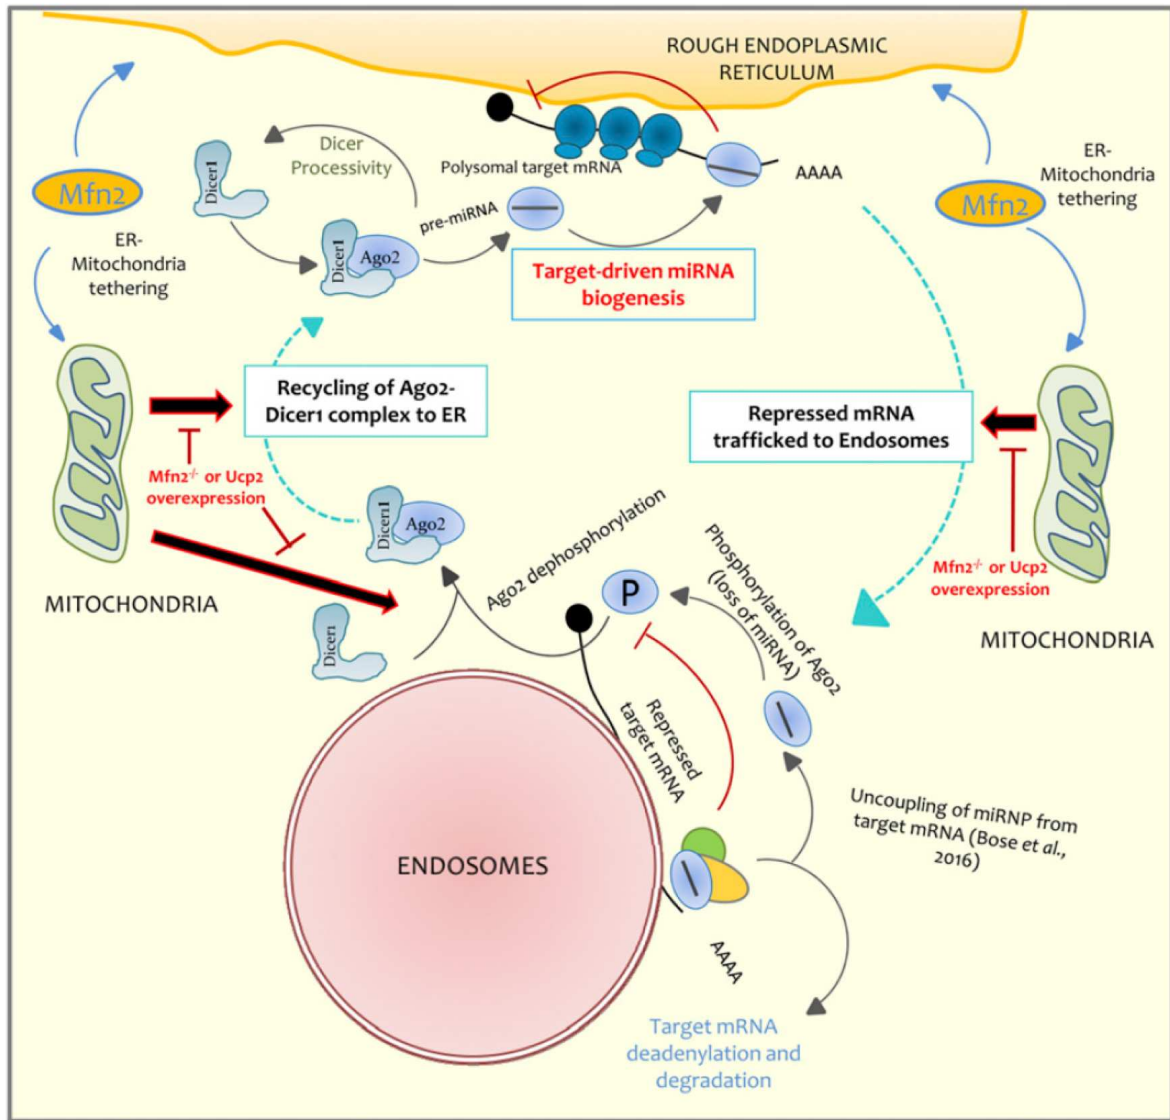 ROUGH ENDOPLASMIC
RETICULUM
Mfn2
ER-
Mitochondria
tethering
Dicer1
Dicer
Processivity
Dicer1
Ago2
pre-miRNA
Polysomal target mRNA
AAAA
Target-driven miRNA
biogenesis
Mfn2
ER-
Mitochondria
tethering
Recycling of Ago2-
Dicer1 complex to ER
Repressed mRNA
trafficked to Endosomes
Mfn2-/- or Ucp2
overexpression
MITOCHONDRIA
Dicer1
1
Ago2
Dicer1
Ago2 dephosphorylation
P
Phosphorylation of Ago2
(loss of miRNA)
Mfn2-/- or Ucp2
overexpression
MITOCHONDRIA
Repressed
target mRNA
ENDOSOMES
Uncoupling of miRNP from
target mRNA (Bose et al.,
2016)
AAAA
Target mRNA
deadenylation and
degradation